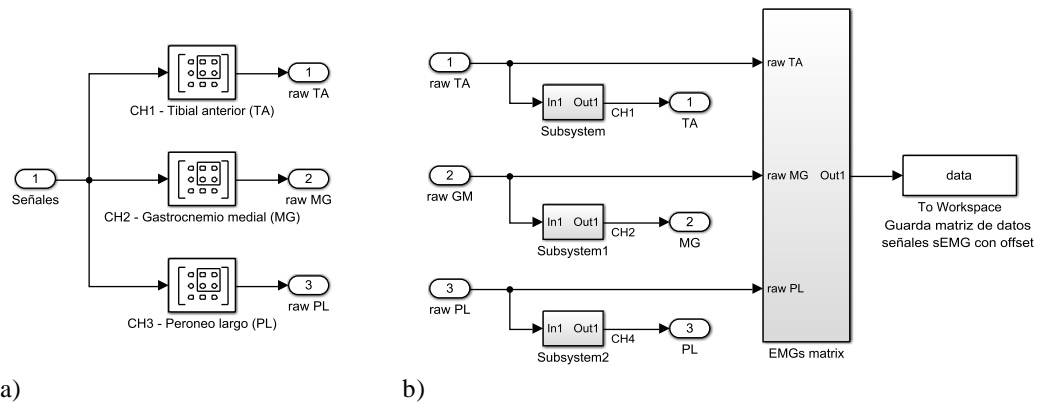 1
raw TA
CH1 - Tibial anterior (TA)
1
Señales
2
raw MG
CH2 - Gastrocnemio medial (MG)
3
raw PL
CH3 - Peroneo largo (PL)
a)
1
raw TA
In1 Out1
Subsystem
CH1
1
TA
2
raw GM
In1 Out1
Subsystem1
CH2
2
MG
3
raw PL
In1 Out1
Subsystem2
CH4
3
PL
raw TA
raw MG Out1
raw PL
EMGs matrix
data
To Workspace
Guarda matriz de datos
señales sEMG con offset
b)